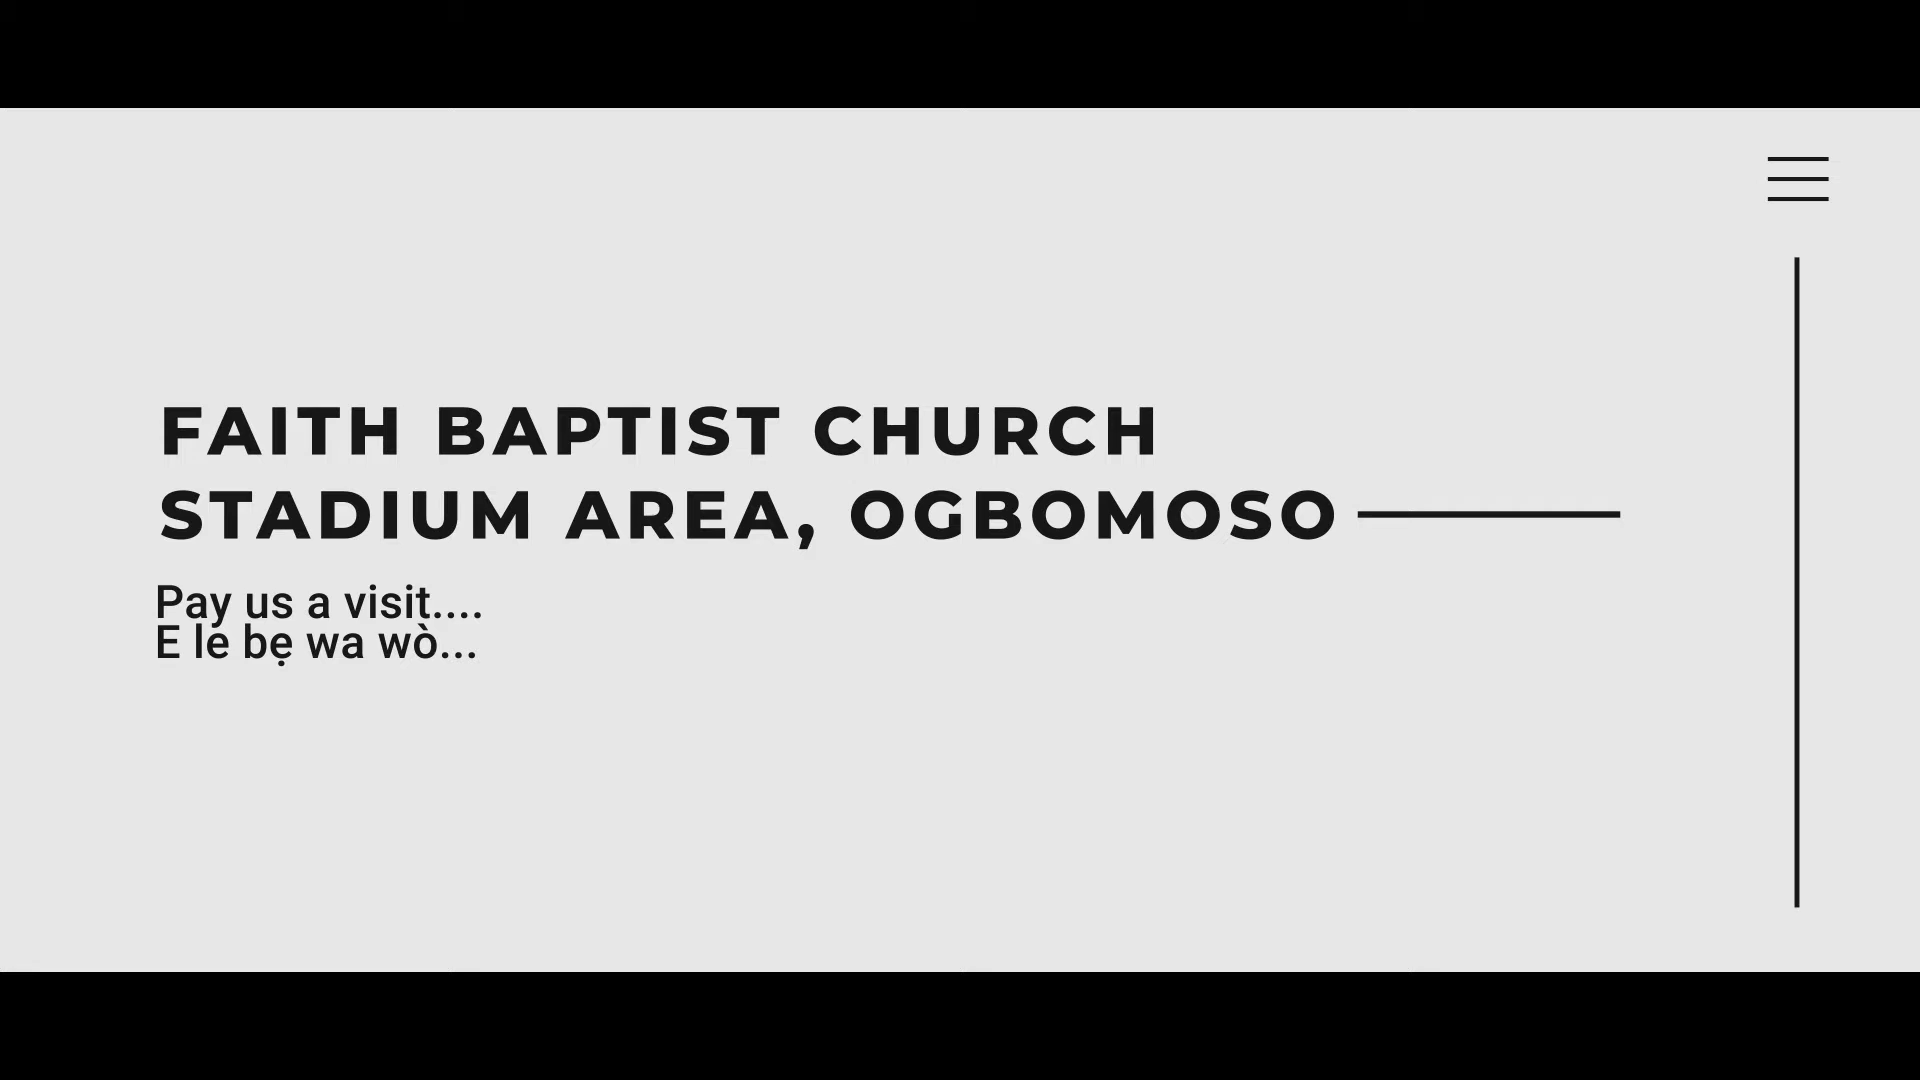 FAITH BAPTIST CHURCH
STADIUM AREA, OGBOMOSO
Pay us a visit....
E le bẹ wa wò...